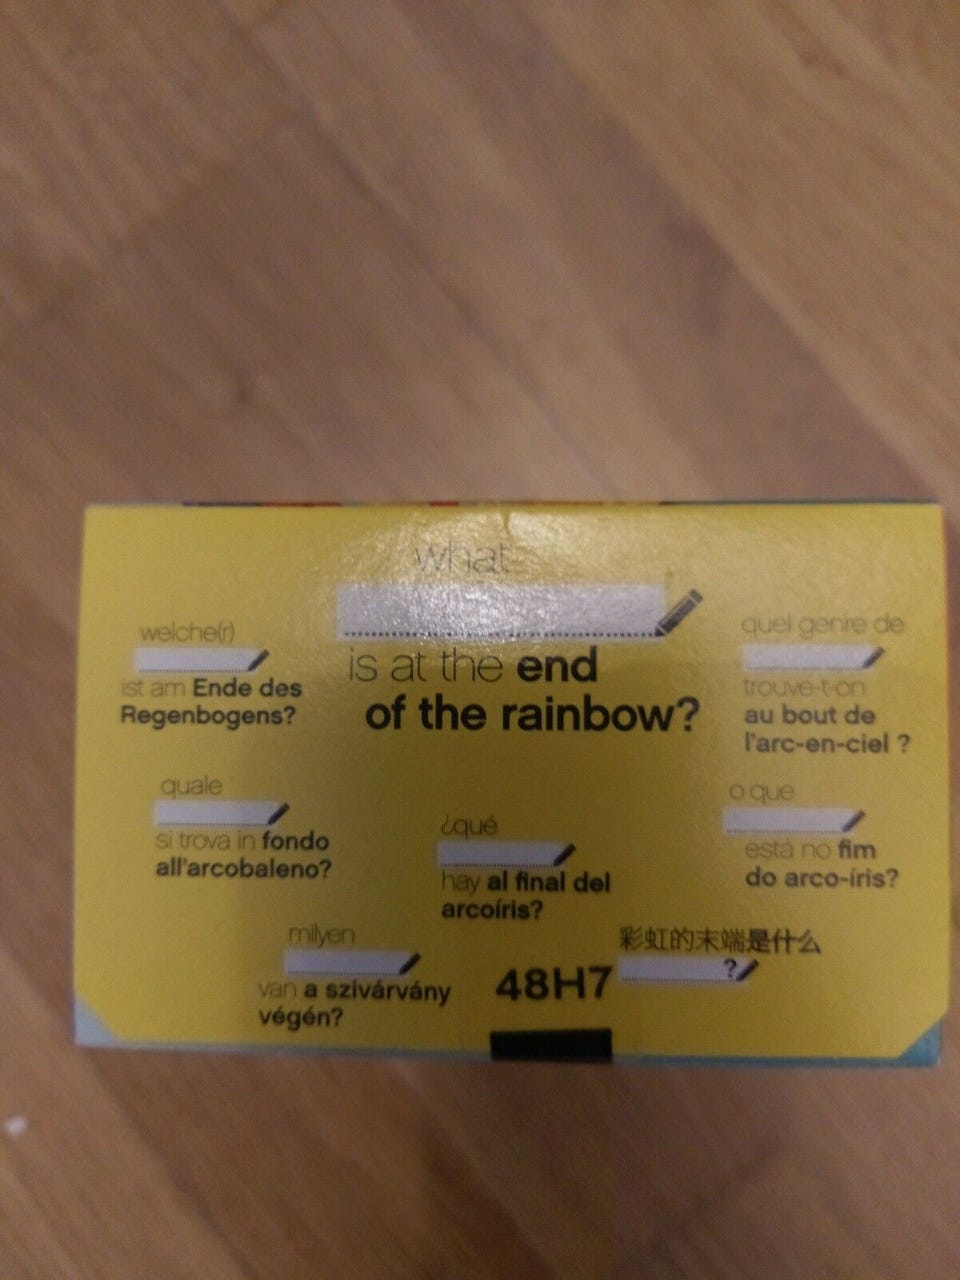 what
is at the end
of the rainbow?
welche(r)
ist am Ende des
Regenbogens?
quel genre de
trouve-t-on
au bout de
l'arc-en-ciel ?
quale
si trova in fondo
all'arcobaleno?
¿qué
hay al final del
arcoíris?
o que
está no fim
do arco-íris?
milyen
van a szivárvány
végén?
48H7
彩虹的末端是什么
?